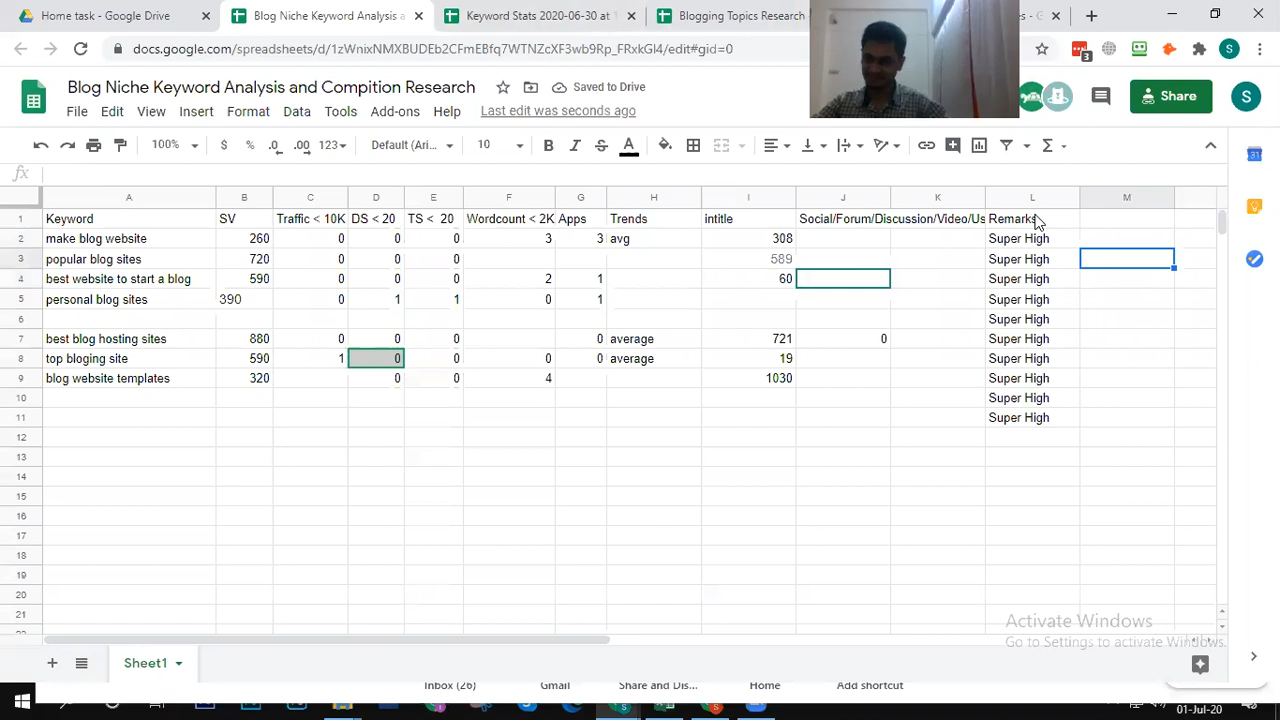 Home task - Google Drive
Blog Niche Keyword Analysis a
Keyword Stats 2020-06-30 at 1
Blogging Topics Research
docs.google.com/spreadsheets/d/1zWnixNMXBUDEb2CFmEBfq7WTNZcXF3wb9Rp_FRxkGl4/edit#gid=0
3
S
Blog Niche Keyword Analysis and Compition Research
Saved to Drive
File Edit View Insert Format Data Tools Add-ons Help Last edit was seconds ago
Share
S
100% $ % .0 .00 123 Default (Ari... 10 B I S A
fx
31
A B C D E F G H I J K L M
1 Keyword SV Traffic < 10K DS < 20 TS < 20 Wordcount < 2K Apps Trends intitle Social/Forum/Discussion/Video/Us Remarks
2 make blog website 260 0 0 0 3 3 avg 308 Super High
3 popular blog sites 720 0 0 0 589 Super High
4 best website to start a blog 590 0 0 0 2 1 60 Super High
5 personal blog sites 390 0 1 1 0 1 Super High
6 Super High
7 best blog hosting sites 880 0 0 0 0 average 721 0 Super High
8 top bloging site 590 1 0 0 0 0 average 19 Super High
9 blog website templates 320 0 0 4 1030 Super High
10 Super High
11 Super High
12
13
14
15
16
17
18
19
20
21
Activate Windows
Go to Settings to activate Windows.
Sheet1
Inbox (26) Gmail Share and Dis... Home Add shortcut
01-Jul-20